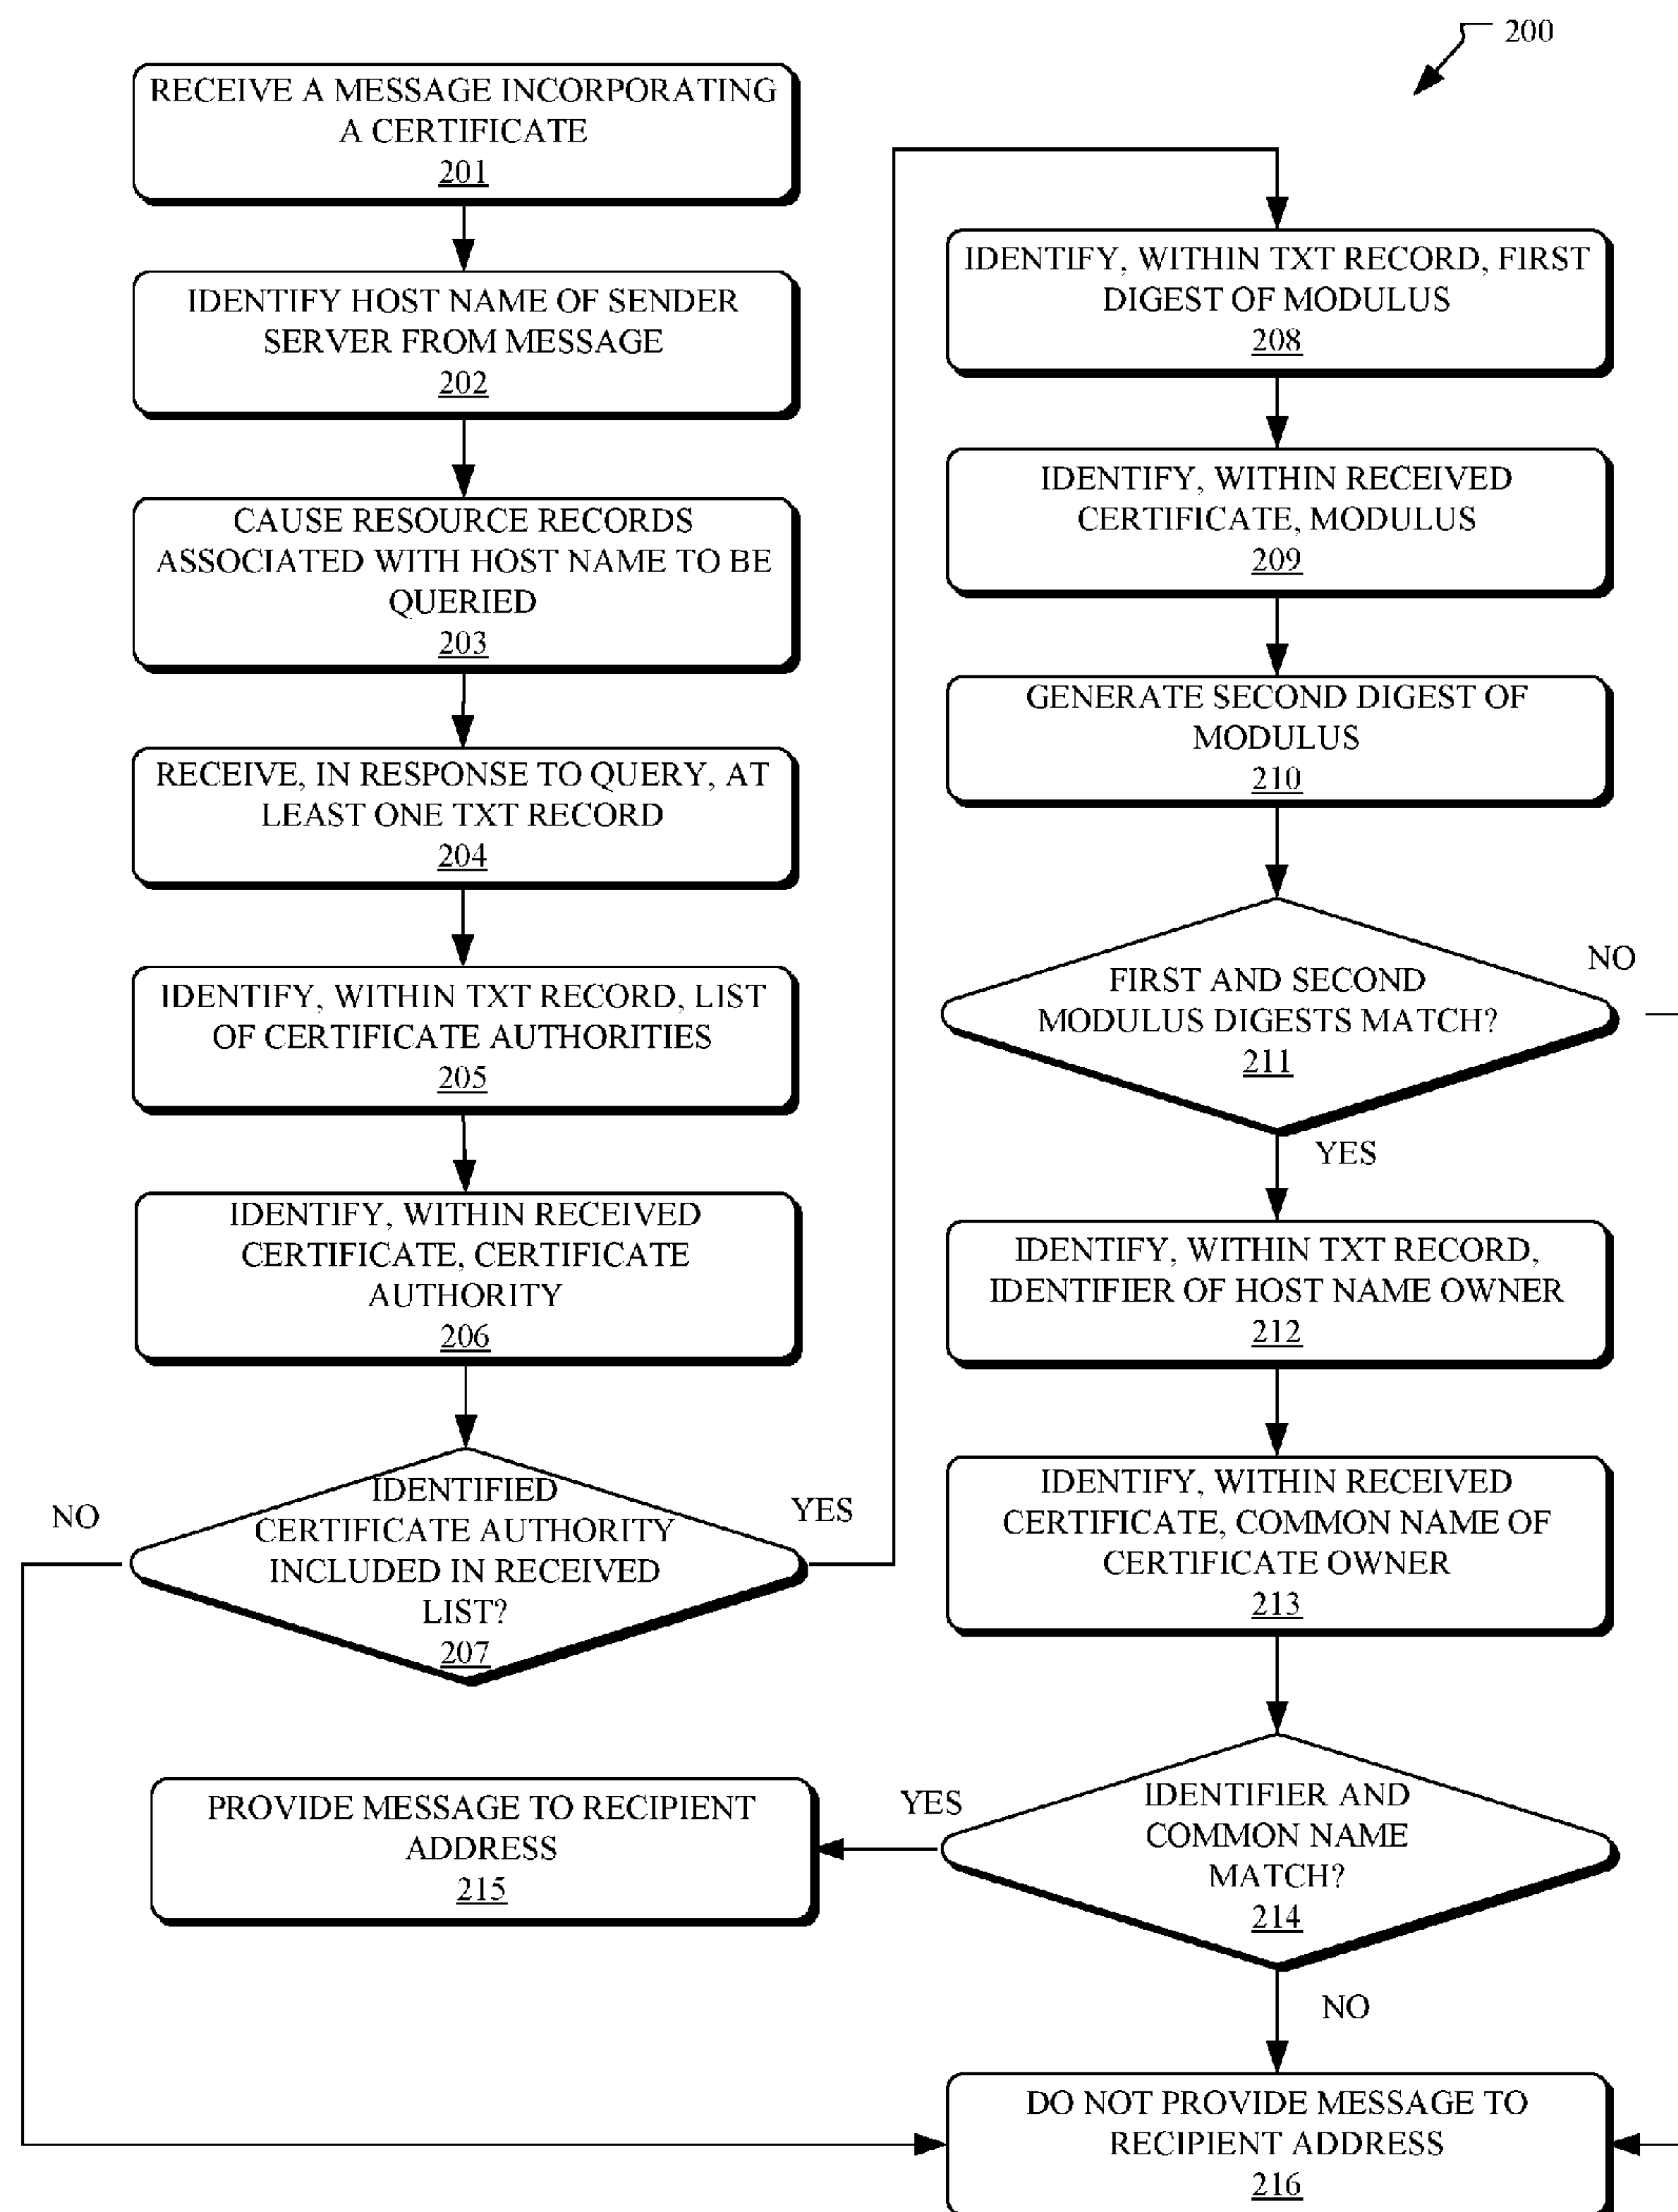 200
RECEIVE A MESSAGE INCORPORATING
A CERTIFICATE
201
IDENTIFY HOST NAME OF SENDER
SERVER FROM MESSAGE
202
CAUSE RESOURCE RECORDS
ASSOCIATED WITH HOST NAME TO BE
QUERIED
203
RECEIVE, IN RESPONSE TO QUERY, AT
LEAST ONE TXT RECORD
204
IDENTIFY, WITHIN TXT RECORD, LIST
OF CERTIFICATE AUTHORITIES
205
IDENTIFY, WITHIN RECEIVED
CERTIFICATE, CERTIFICATE
AUTHORITY
206
IDENTIFIED
CERTIFICATE AUTHORITY
INCLUDED IN RECEIVED
LIST?
207
NO
YES
IDENTIFY, WITHIN TXT RECORD, FIRST
DIGEST OF MODULUS
208
IDENTIFY, WITHIN RECEIVED
CERTIFICATE, MODULUS
209
GENERATE SECOND DIGEST OF
MODULUS
210
FIRST AND SECOND
MODULUS DIGESTS MATCH?
211
NO
YES
IDENTIFY, WITHIN TXT RECORD,
IDENTIFIER OF HOST NAME OWNER
212
IDENTIFY, WITHIN RECEIVED
CERTIFICATE, COMMON NAME OF
CERTIFICATE OWNER
213
IDENTIFIER AND
COMMON NAME
MATCH?
214
YES
NO
PROVIDE MESSAGE TO RECIPIENT
ADDRESS
215
DO NOT PROVIDE MESSAGE TO
RECIPIENT ADDRESS
216